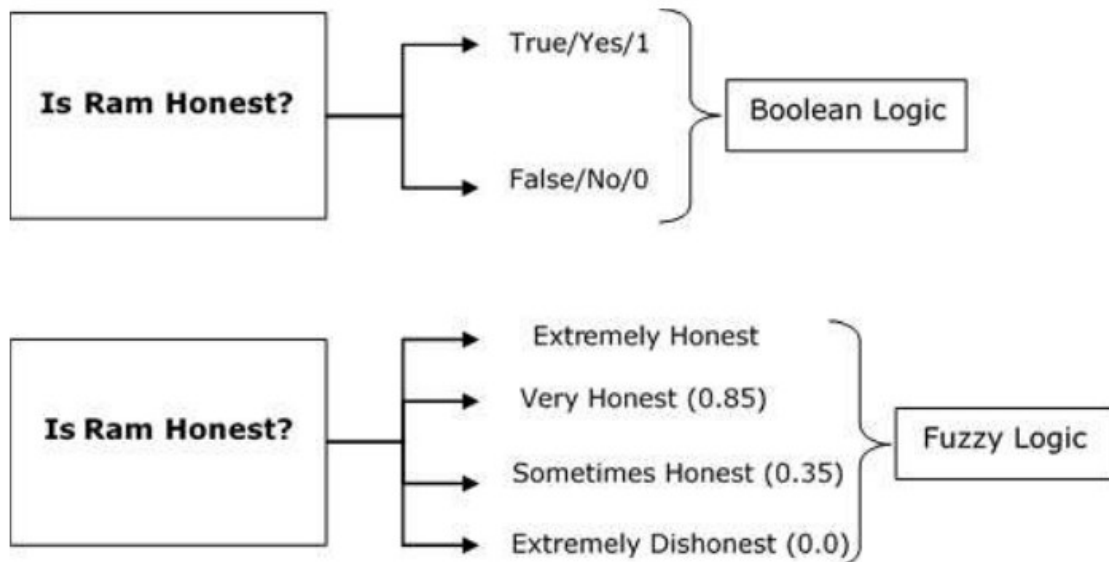 Is Ram Honest?
True/Yes/1
False/No/0
Boolean Logic
Is Ram Honest?
Extremely Honest
Very Honest (0.85)
Sometimes Honest (0.35)
Extremely Dishonest (0.0)
Fuzzy Logic